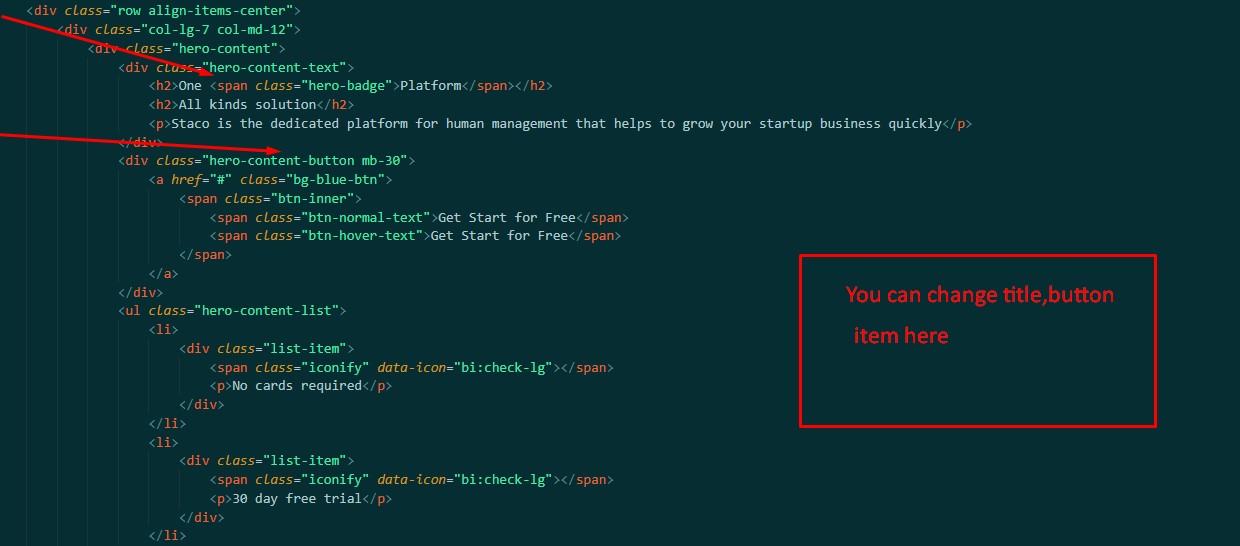 <div class="row align-items-center">
<div class="col-lg-7 col-md-12">
<div class="hero-content">
<div class="hero-content-text">
<h2>One <span class="hero-badge">Platform</span></h2>
<h2>All kinds solution</h2>
<p>Staco is the dedicated platform for human management that helps to grow your startup business quickly</p>
</div>
<div class="hero-content-button mb-30">
<a href="#" class="bg-blue-btn">
<span class="btn-inner">
<span class="btn-normal-text">Get Start for Free</span>
<span class="btn-hover-text">Get Start for Free</span>
</span>
</a>
</div>
<ul class="hero-content-list">
<li>
<div class="list-item">
<span class="iconify" data-icon="bi:check-lg"></span>
<p>No cards required</p>
</div>
</li>
<li>
<div class="list-item">
<span class="iconify" data-icon="bi:check-lg"></span>
<p>30 day free trial</p>
</div>
</li>
You can change title,button
item here